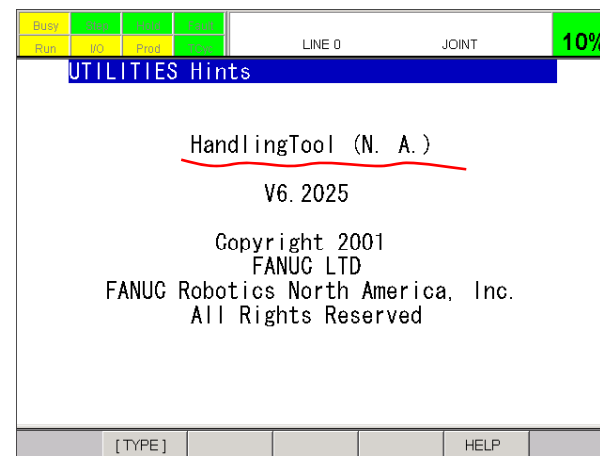 Busy Step Hold Fault
Run I/O Prod TCyc
LINE 0 JOINT 10%
UTILITIES Hints
HandlingTool (N. A.)
V6. 2025
Copyright 2001
FANUC LTD
FANUC Robotics North America, Inc.
All Rights Reserved
[ TYPE ] HELP